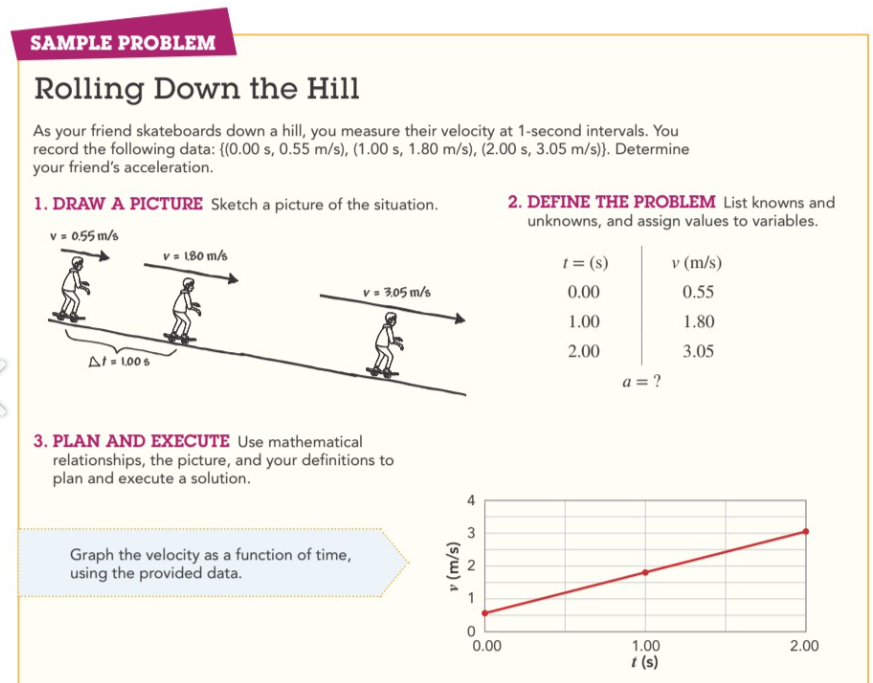 SAMPLE PROBLEM
Rolling Down the Hill
As your friend skateboards down a hill, you measure their velocity at 1-second intervals. You
record the following data: {(0.00 s, 0.55 m/s), (1.00 s, 1.80 m/s), (2.00 s, 3.05 m/s)}. Determine
your friend's acceleration.
1. DRAW A PICTURE Sketch a picture of the situation.
v = 0.55 m/s
v = 1.80 m/s
v = 3.05 m/s
Δt = 1.00 s
2. DEFINE THE PROBLEM List knowns and
unknowns, and assign values to variables.
t = (s) v (m/s)
0.00 0.55
1.00 1.80
2.00 3.05
a = ?
3. PLAN AND EXECUTE Use mathematical
relationships, the picture, and your definitions to
plan and execute a solution.
Graph the velocity as a function of time,
using the provided data.
4
3
2
1
0
v (m/s)
0.00 1.00 2.00
t (s)